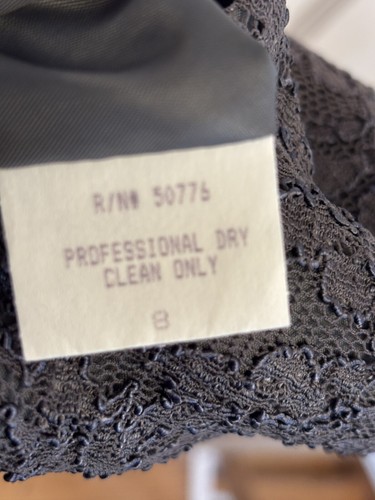 R/N# 50776
PROFESSIONAL DRY
CLEAN ONLY
8